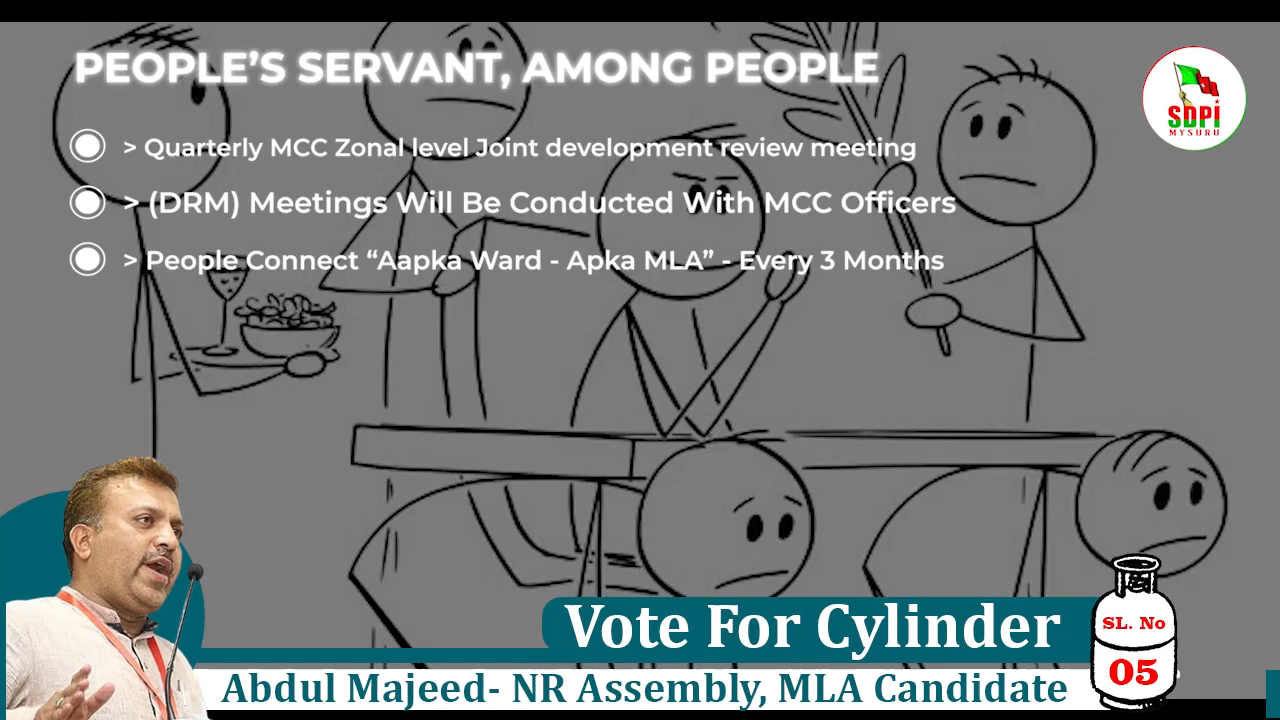 PEOPLE'S SERVANT, AMONG PEOPLE
> Quarterly MCC Zonal level Joint development review meeting
> (DRM) Meetings Will Be Conducted With MCC Officers
> People Connect “Aapka Ward - Apka MLA” - Every 3 Months
SDPI
MYSURU
Vote For Cylinder
SL. No
05
Abdul Majeed- NR Assembly, MLA Candidate